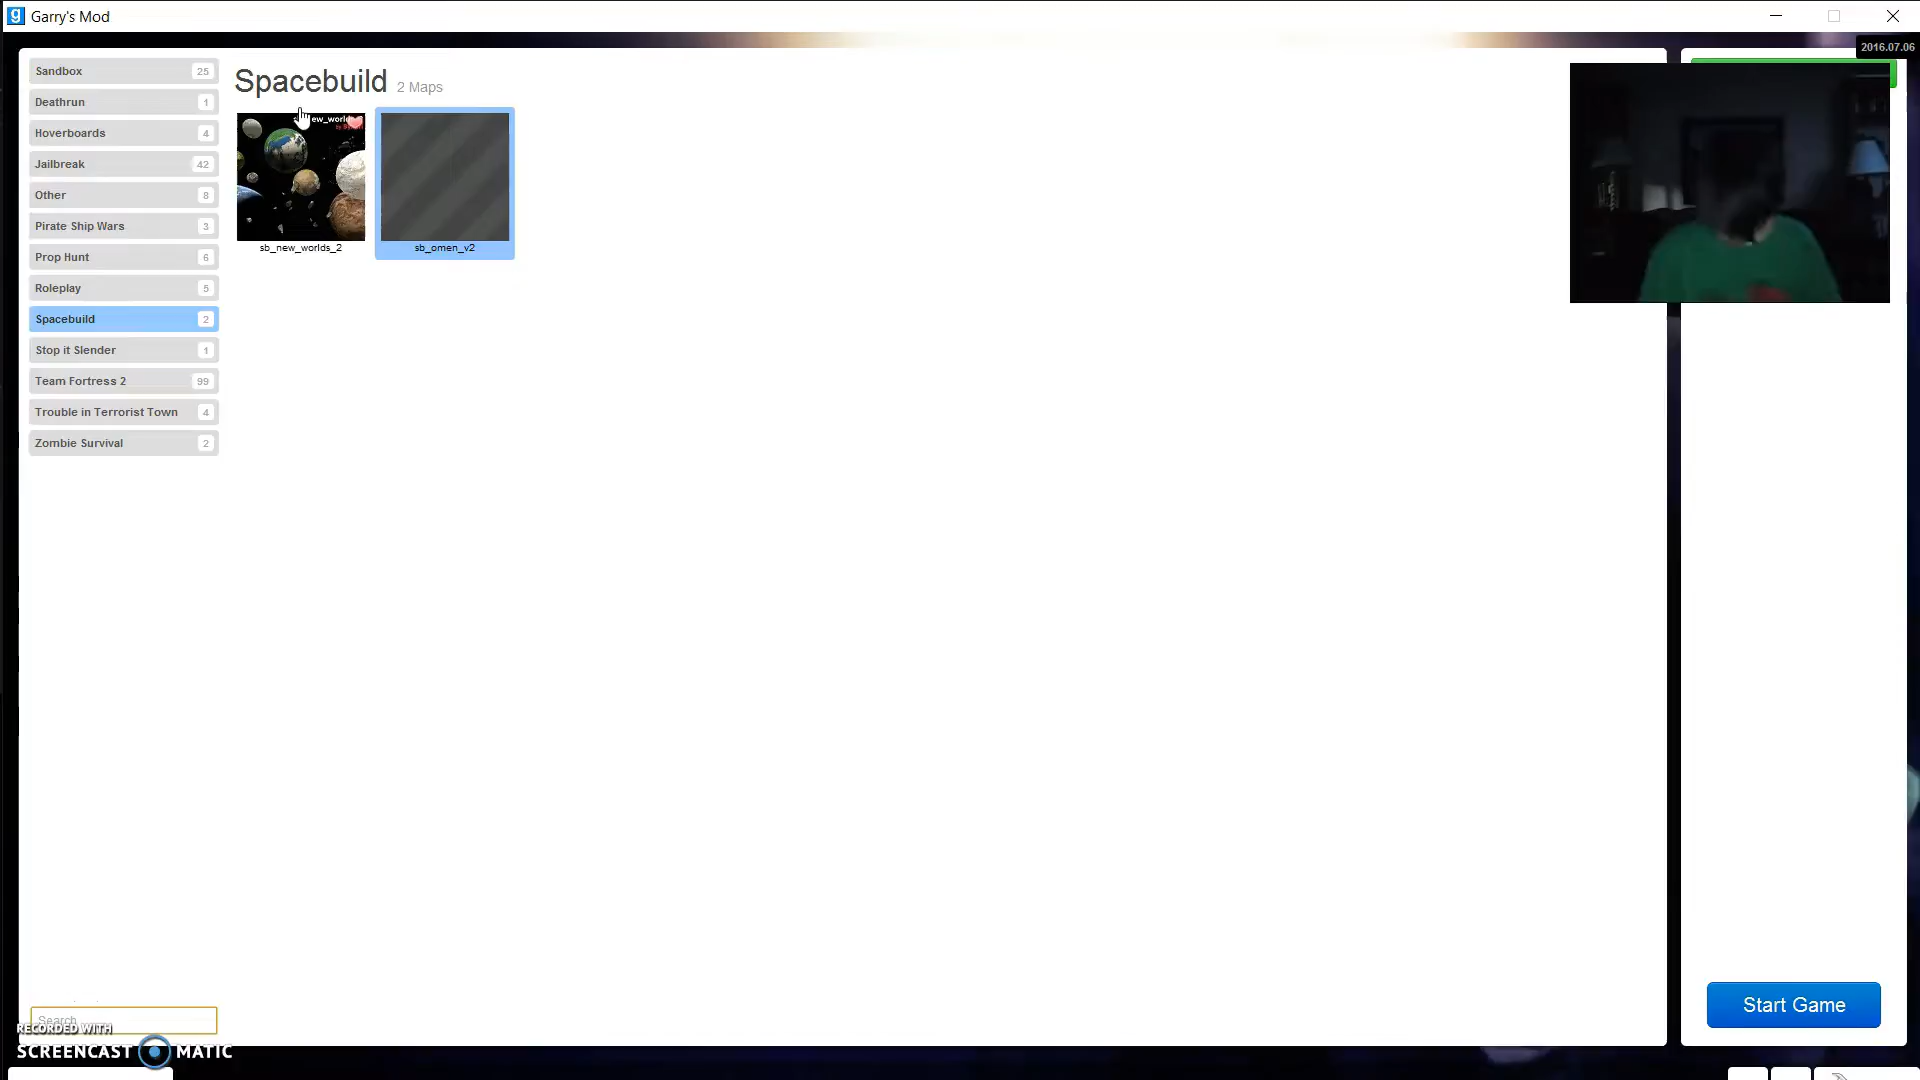 Garry's Mod
2016.07.06
Sandbox 25
Deathrun 1
Hoverboards 4
Jailbreak 42
Other 8
Pirate Ship Wars 3
Prop Hunt 6
Roleplay 5
Spacebuild 2
Stop it Slender 1
Team Fortress 2 99
Trouble in Terrorist Town 4
Zombie Survival 2
Spacebuild 2 Maps
sb_new_worlds_2
sb_omen_v2
Search
RECORDED WITH
SCREENCAST MATIC
Start Game